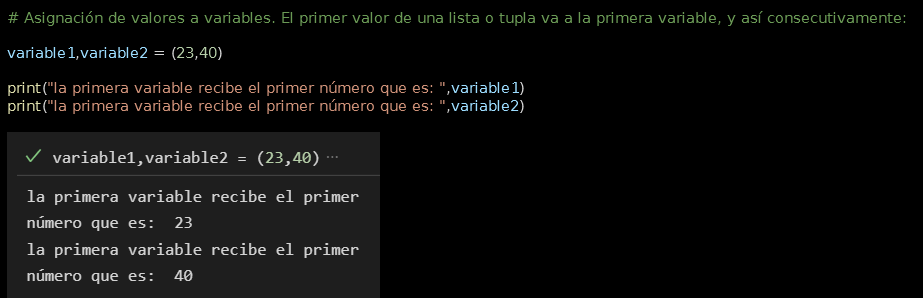 # Asignación de valores a variables. El primer valor de una lista o tupla va a la primera variable, y así consecutivamente:
variable1,variable2 = (23,40)
print("la primera variable recibe el primer número que es: ",variable1)
print("la primera variable recibe el primer número que es: ",variable2)
variable1,variable2 = (23,40) ···
la primera variable recibe el primer
número que es:  23
la primera variable recibe el primer
número que es:  40